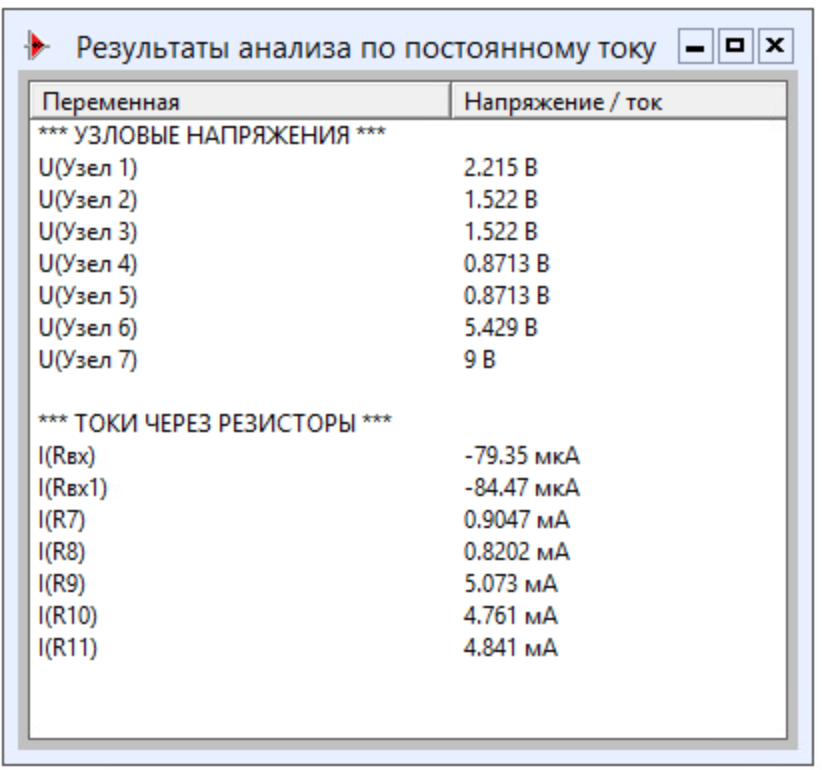 Результаты анализа по постоянному току
Переменная Напряжение / ток
*** УЗЛОВЫЕ НАПРЯЖЕНИЯ ***
U(Узел 1) 2.215 В
U(Узел 2) 1.522 В
U(Узел 3) 1.522 В
U(Узел 4) 0.8713 В
U(Узел 5) 0.8713 В
U(Узел 6) 5.429 В
U(Узел 7) 9 В
*** ТОКИ ЧЕРЕЗ РЕЗИСТОРЫ ***
I(Rвх) -79.35 мкА
I(Rвх1) -84.47 мкА
I(R7) 0.9047 мА
I(R8) 0.8202 мА
I(R9) 5.073 мА
I(R10) 4.761 мА
I(R11) 4.841 мА